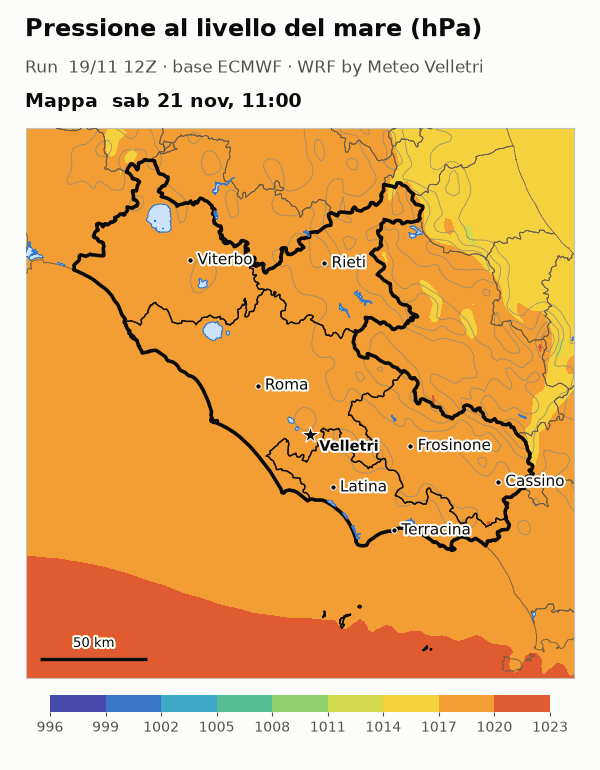 Pressione al livello del mare (hPa)
Run  19/11 12Z · base ECMWF · WRF by Meteo Velletri
Mappa  sab 21 nov, 11:00
Viterbo
Rieti
Roma
Velletri
Frosinone
Latina
Cassino
Terracina
50 km
996 999 1002 1005 1008 1011 1014 1017 1020 1023